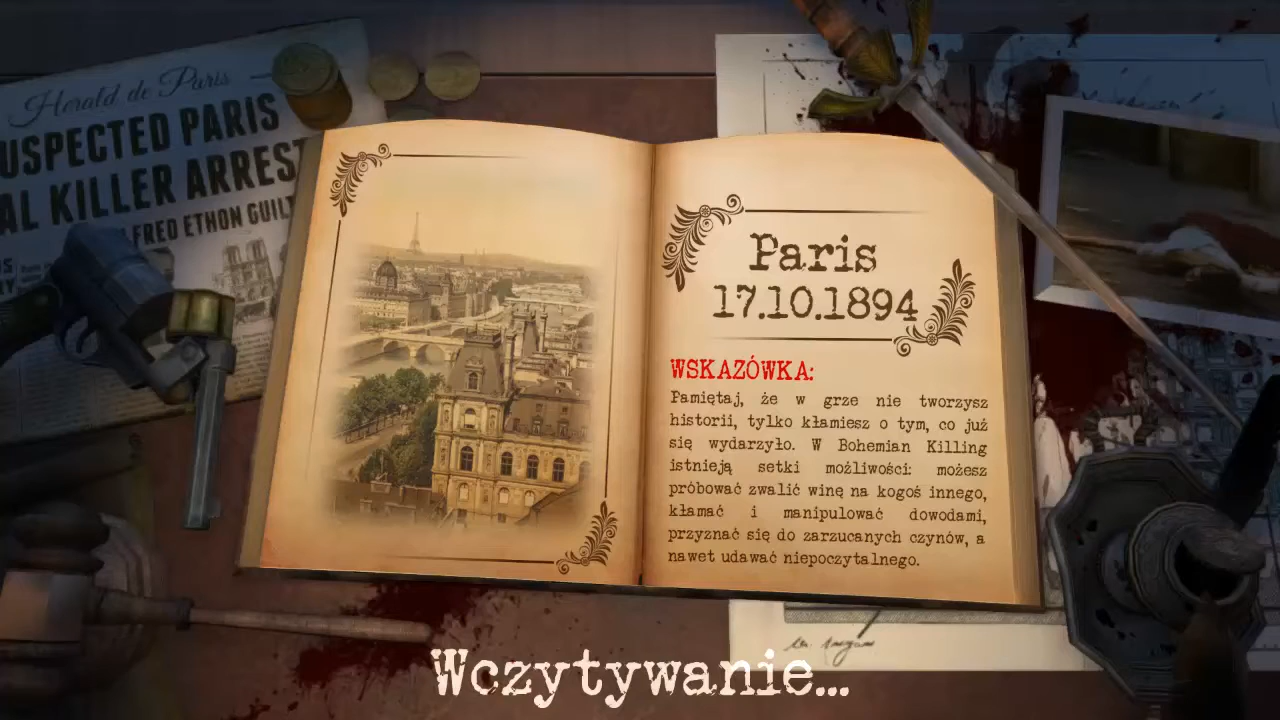 Herald de Paris
USPECTED PARIS
AL KILLER ARREST
FRED ETHON GUILT
Paris
17.10.1894
WSKAZÓWKA:
Pamiętaj, że w grze nie tworzysz
historii, tylko kłamiesz o tym, co już
się wydarzyło. W Bohemian Killing
istnieją setki możliwości: możesz
próbować zwalić winę na kogoś innego,
kłamać i manipulować dowodami,
przyznać się do zarzucanych czynów, a
nawet udawać niepoczytalnego.
Wczytywanie...